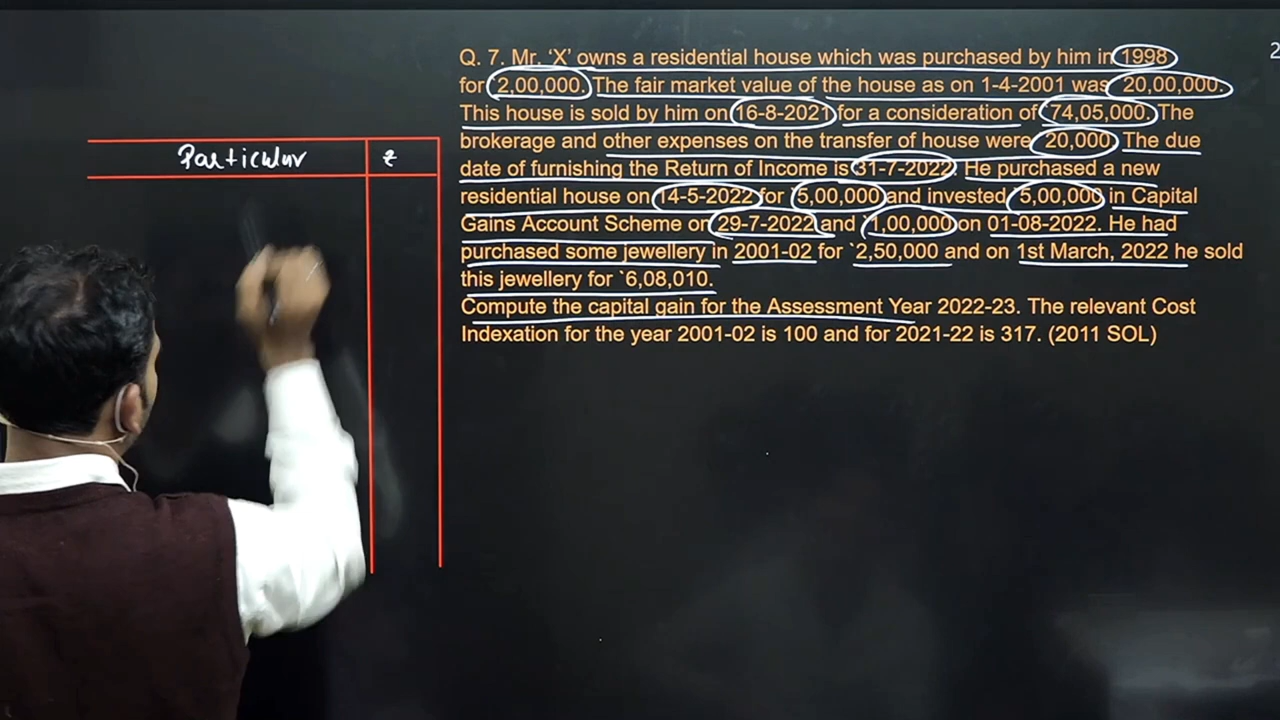 Q. 7. Mr. ‘X’ owns a residential house which was purchased by him in 1998
for 2,00,000. The fair market value of the house as on 1-4-2001 was 20,00,000.
This house is sold by him on 16-8-2021 for a consideration of 74,05,000. The
brokerage and other expenses on the transfer of house were 20,000 The due
date of furnishing the Return of Income is 31-7-2022. He purchased a new
residential house on 14-5-2022 for 5,00,000 and invested 5,00,000 in Capital
Gains Account Scheme on 29-7-2022 and `1,00,000 on 01-08-2022. He had
purchased some jewellery in 2001-02 for `2,50,000 and on 1st March, 2022 he sold
this jewellery for `6,08,010.
Compute the capital gain for the Assessment Year 2022-23. The relevant Cost
Indexation for the year 2001-02 is 100 and for 2021-22 is 317. (2011 SOL)
2
Particular ₹